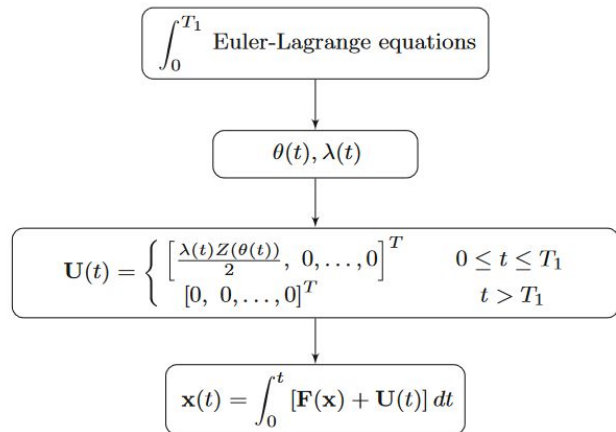 ∫₀^{T₁} Euler-Lagrange equations
θ(t), λ(t)
U(t) = { [λ(t)Z(θ(t))/2, 0, . . . , 0]^T 0 ≤ t ≤ T₁
[0, 0, . . . , 0]^T t > T₁
x(t) = ∫₀^t [F(x) + U(t)] dt